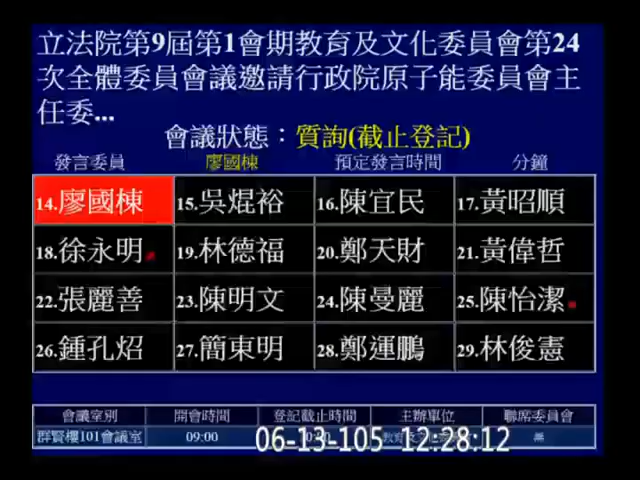 立法院第9屆第1會期教育及文化委員會第24
次全體委員會議邀請行政院原子能委員會主
任委...
會議狀態：質詢(截止登記)
發言委員 廖國棟 預定發言時間 分鐘
14.廖國棟 15.吳焜裕 16.陳宜民 17.黃昭順
18.徐永明 19.林德福 20.鄭天財 21.黃偉哲
22.張麗善 23.陳明文 24.陳曼麗 25.陳怡潔
26.鍾孔炤 27.簡東明 28.鄭運鵬 29.林俊憲
會議室別 開會時間 登記截止時間 主辦單位 聯席委員會
群賢樓101會議室 09:00 無
06-13-105 12:28:12